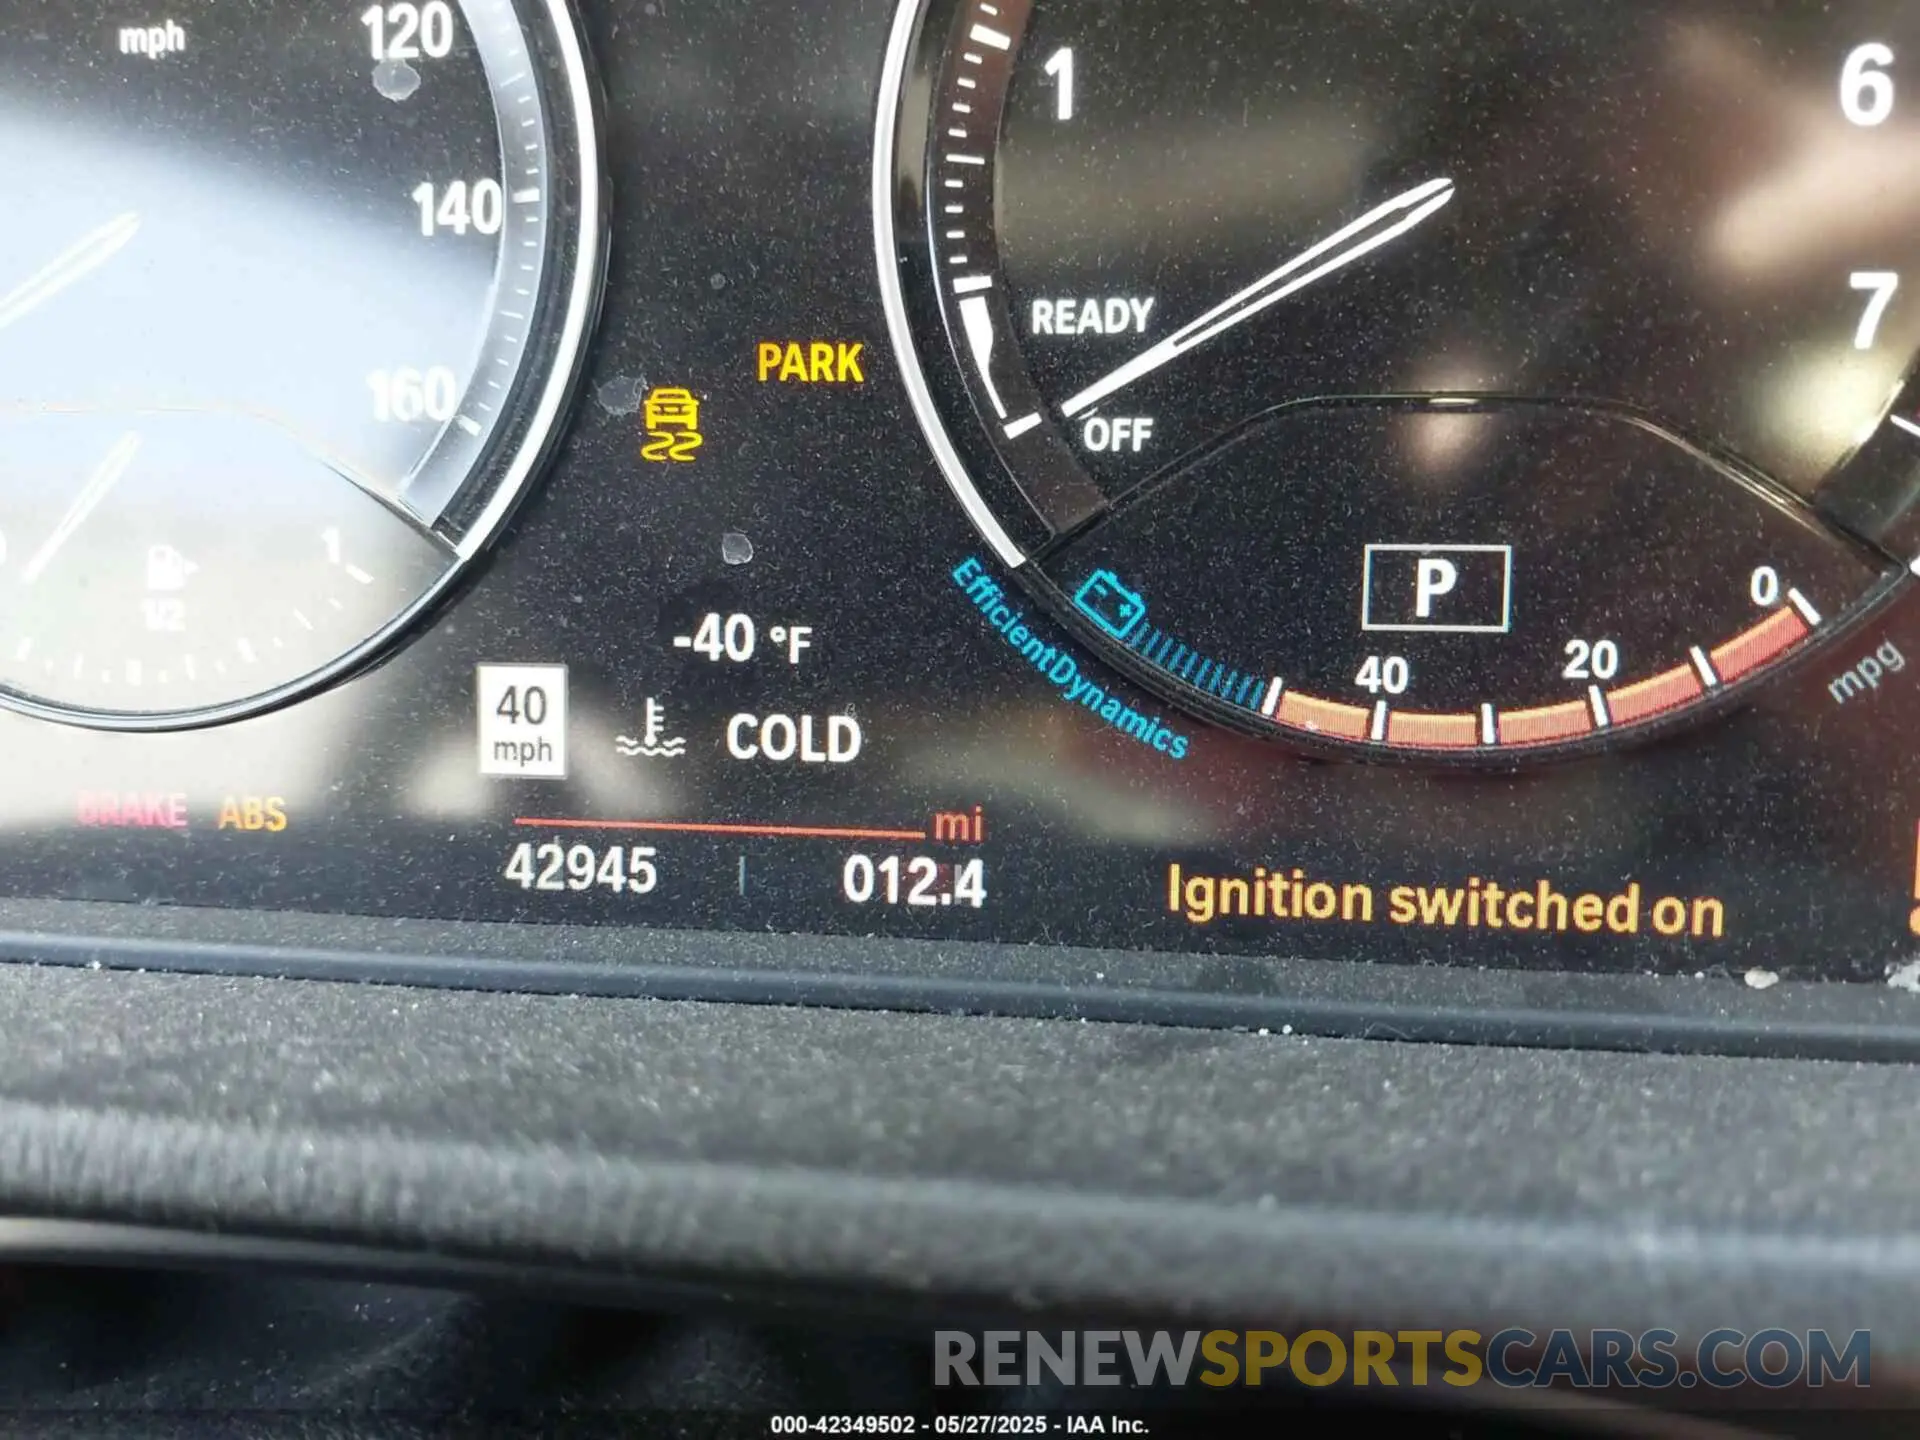 mph
120
140
160
1
6
7
READY
OFF
PARK
1
1/2
-40 °F
40
mph
COLD
EfficientDynamics
P
40
20
0
mpg
BRAKE ABS
mi
42945
012.4
Ignition switched on
RENEWSPORTSCARS.COM
000-42349502 - 05/27/2025 - IAA Inc.